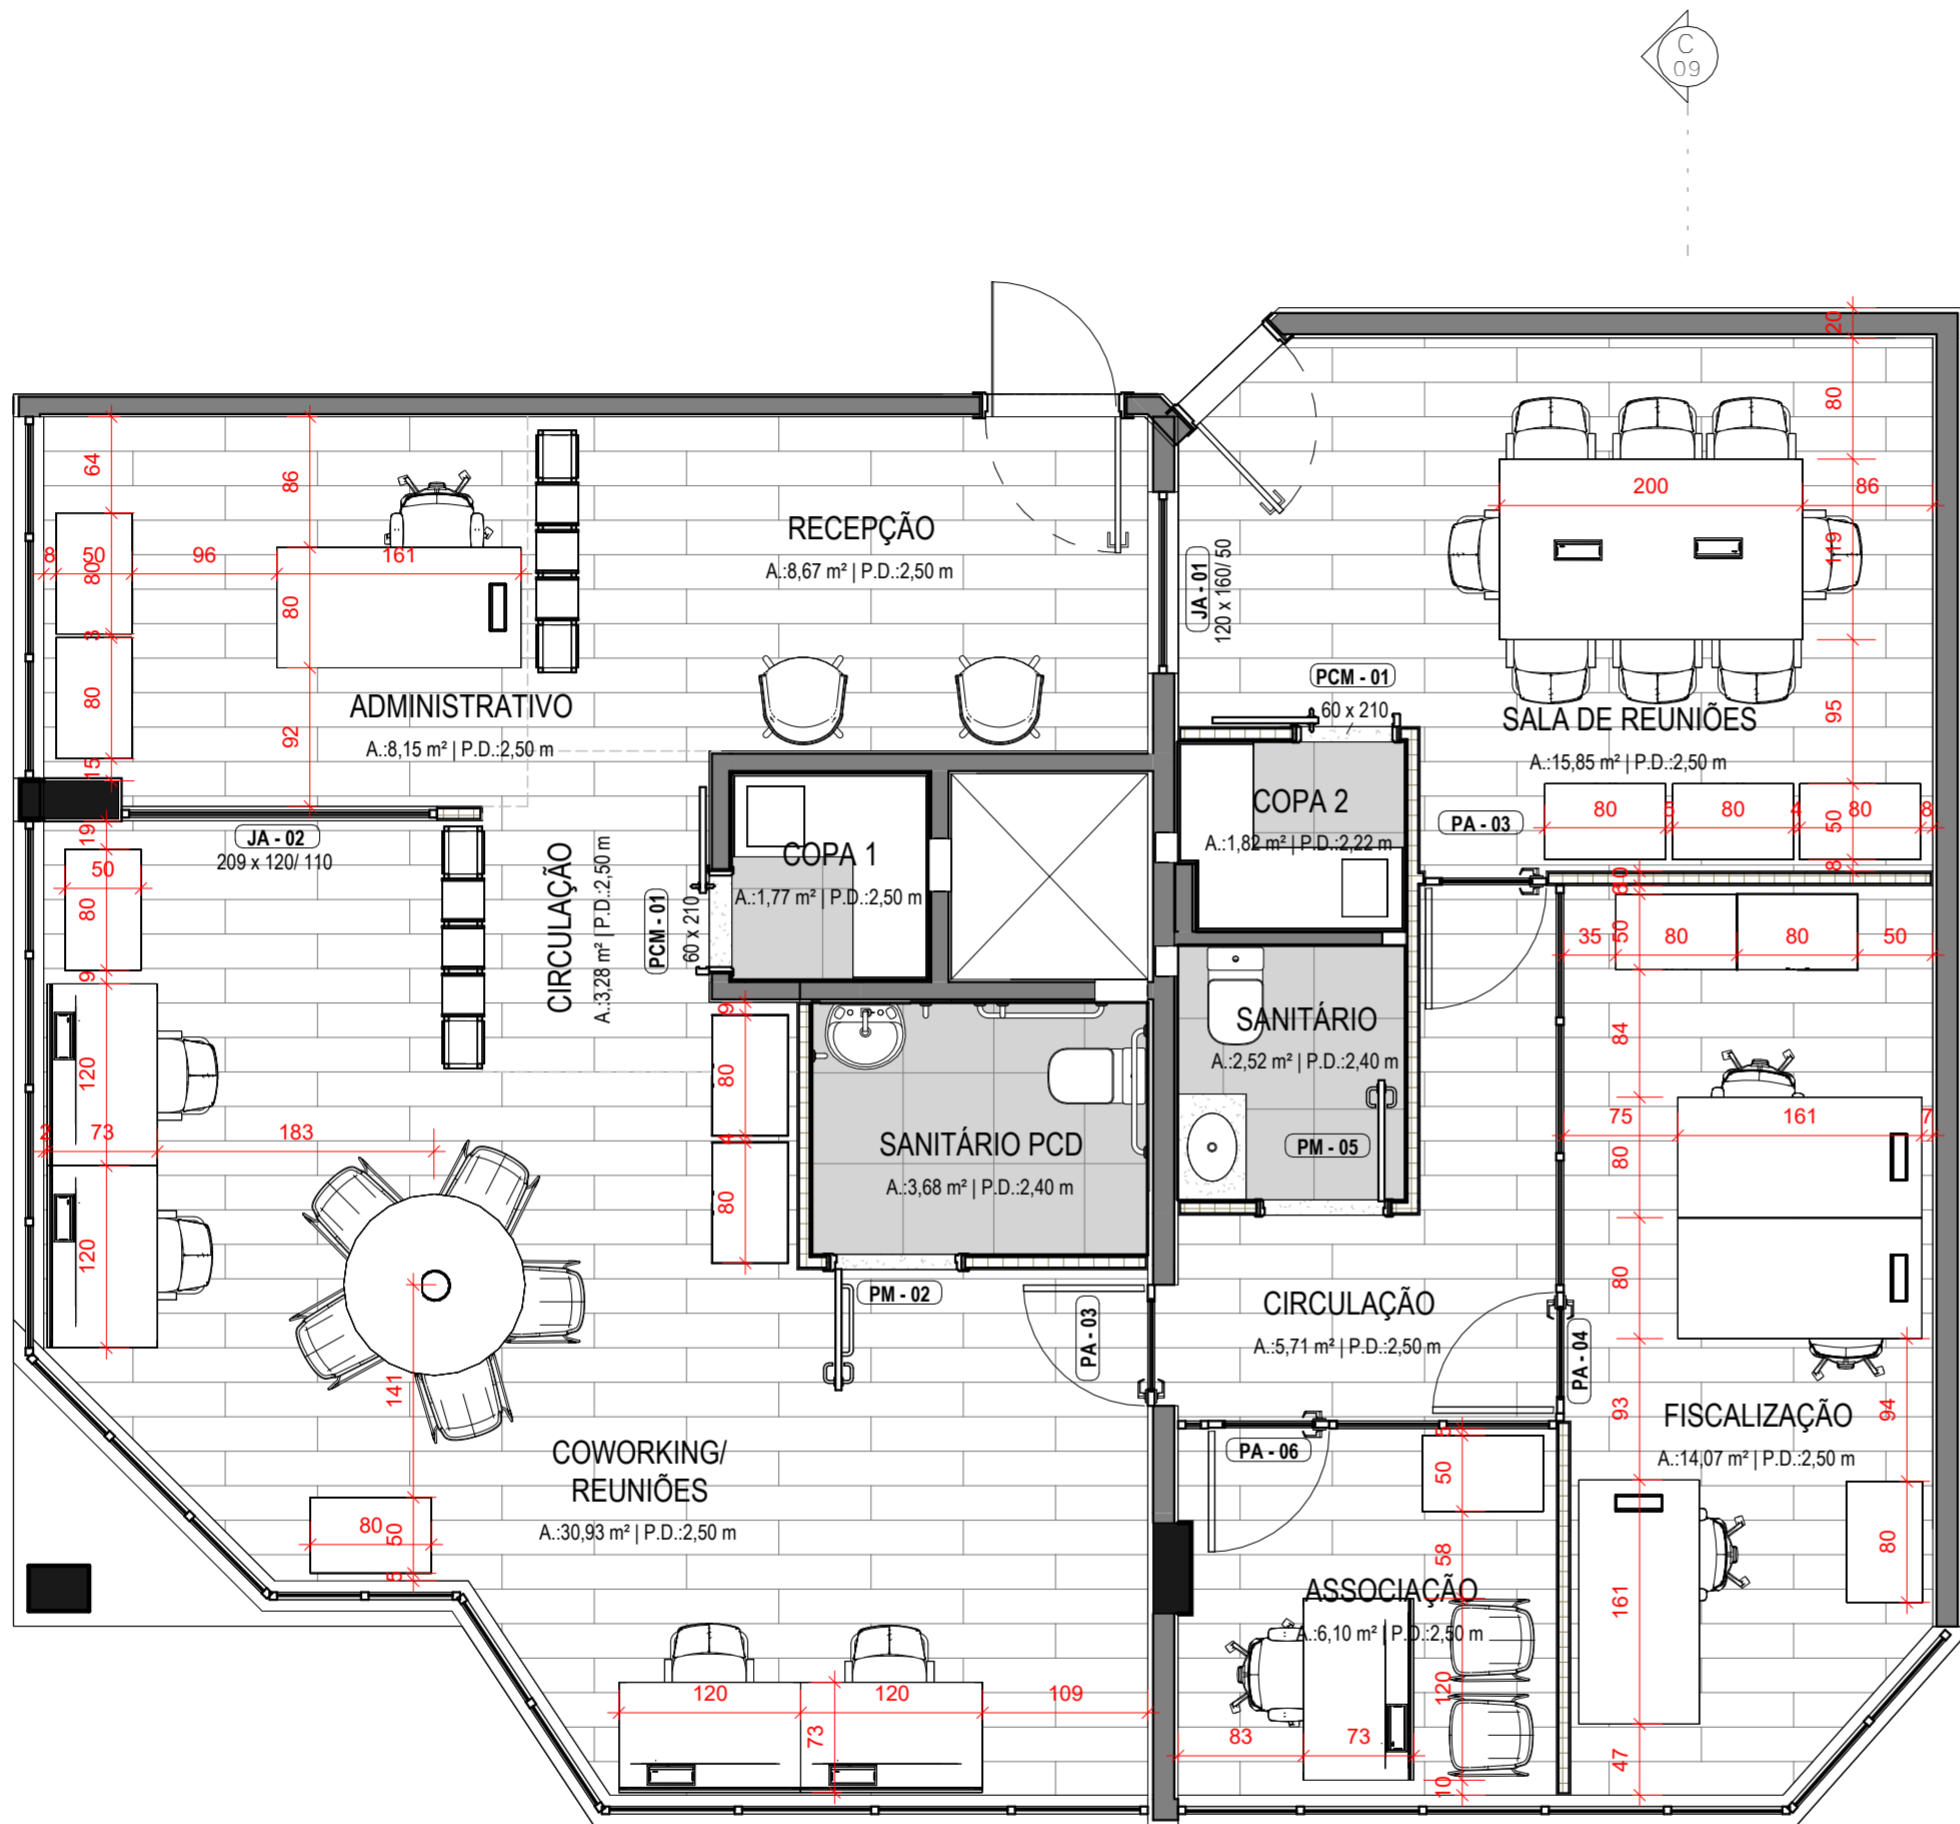 C
09
20
80
64
86
RECEPÇÃO
A.:8,67 m² | P.D.:2,50 m
8
50
80
96
161
80
3
80
15
92
ADMINISTRATIVO
A.:8,15 m² | P.D.:2,50 m
JA - 01
120 x 160/ 50
200
86
119
95
PCM - 01
60 x 210
SALA DE REUNIÕES
A.:15,85 m² | P.D.:2,50 m
80
80
4
80
50
8
8
PA - 03
COPA 2
A.:1,82 m² | P.D.:2,22 m
COPA 1
A.:1,77 m² | P.D.:2,50 m
PCM - 01
60 x 210
CIRCULAÇÃO
A.:3,28 m² | P.D.:2,50 m
JA - 02
209 x 120/ 110
19
50
80
9
120
2
73
183
120
9
80
4
80
SANITÁRIO PCD
A.:3,68 m² | P.D.:2,40 m
SANITÁRIO
A.:2,52 m² | P.D.:2,40 m
PM - 05
PM - 02
PA - 03
CIRCULAÇÃO
A.:5,71 m² | P.D.:2,50 m
PA - 04
35
50
80
80
50
84
75
161
7
80
80
93
94
FISCALIZAÇÃO
A.:14,07 m² | P.D.:2,50 m
80
161
47
PA - 06
50
58
ASSOCIAÇÃO
A.:6,10 m² | P.D.:2,50 m
120
83
73
10
141
COWORKING/
REUNIÕES
A.:30,93 m² | P.D.:2,50 m
80
50
5
120
120
109
73